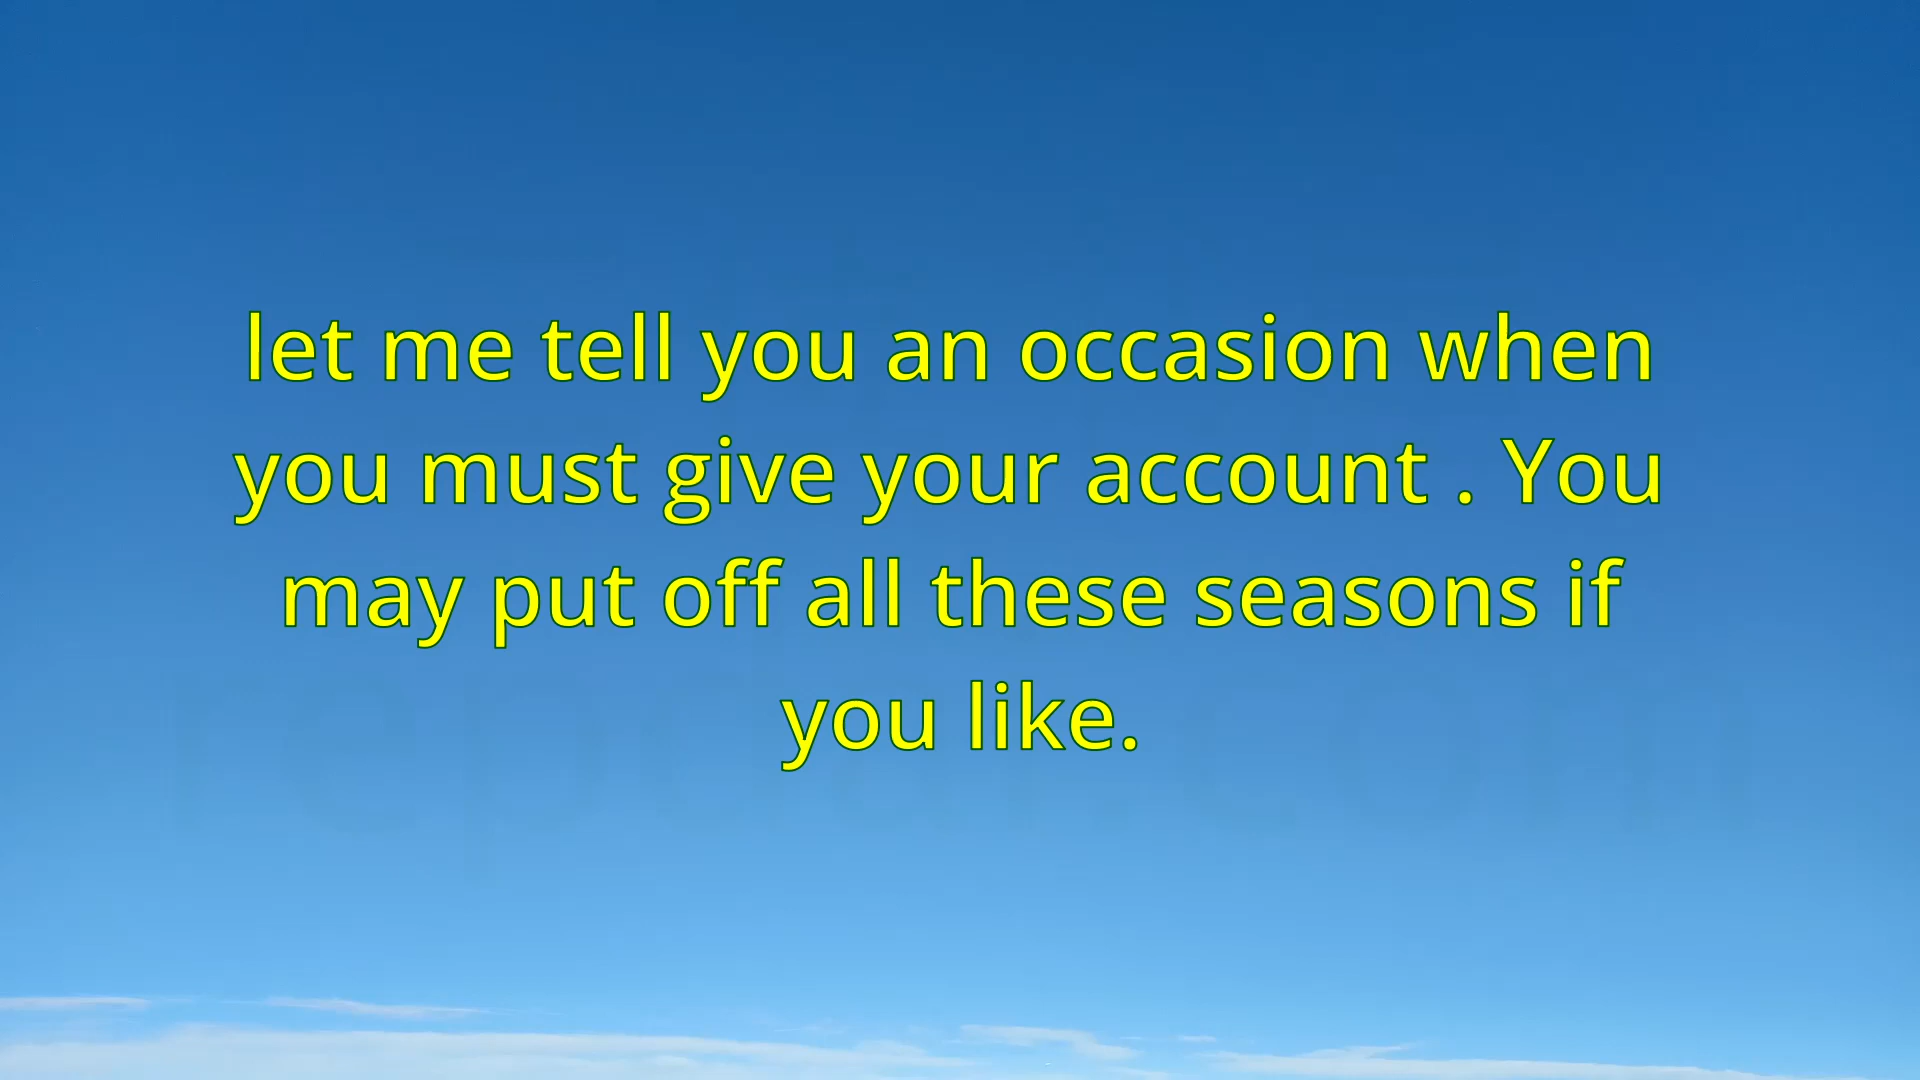 let me tell you an occasion when
you must give your account . You
may put off all these seasons if
you like.